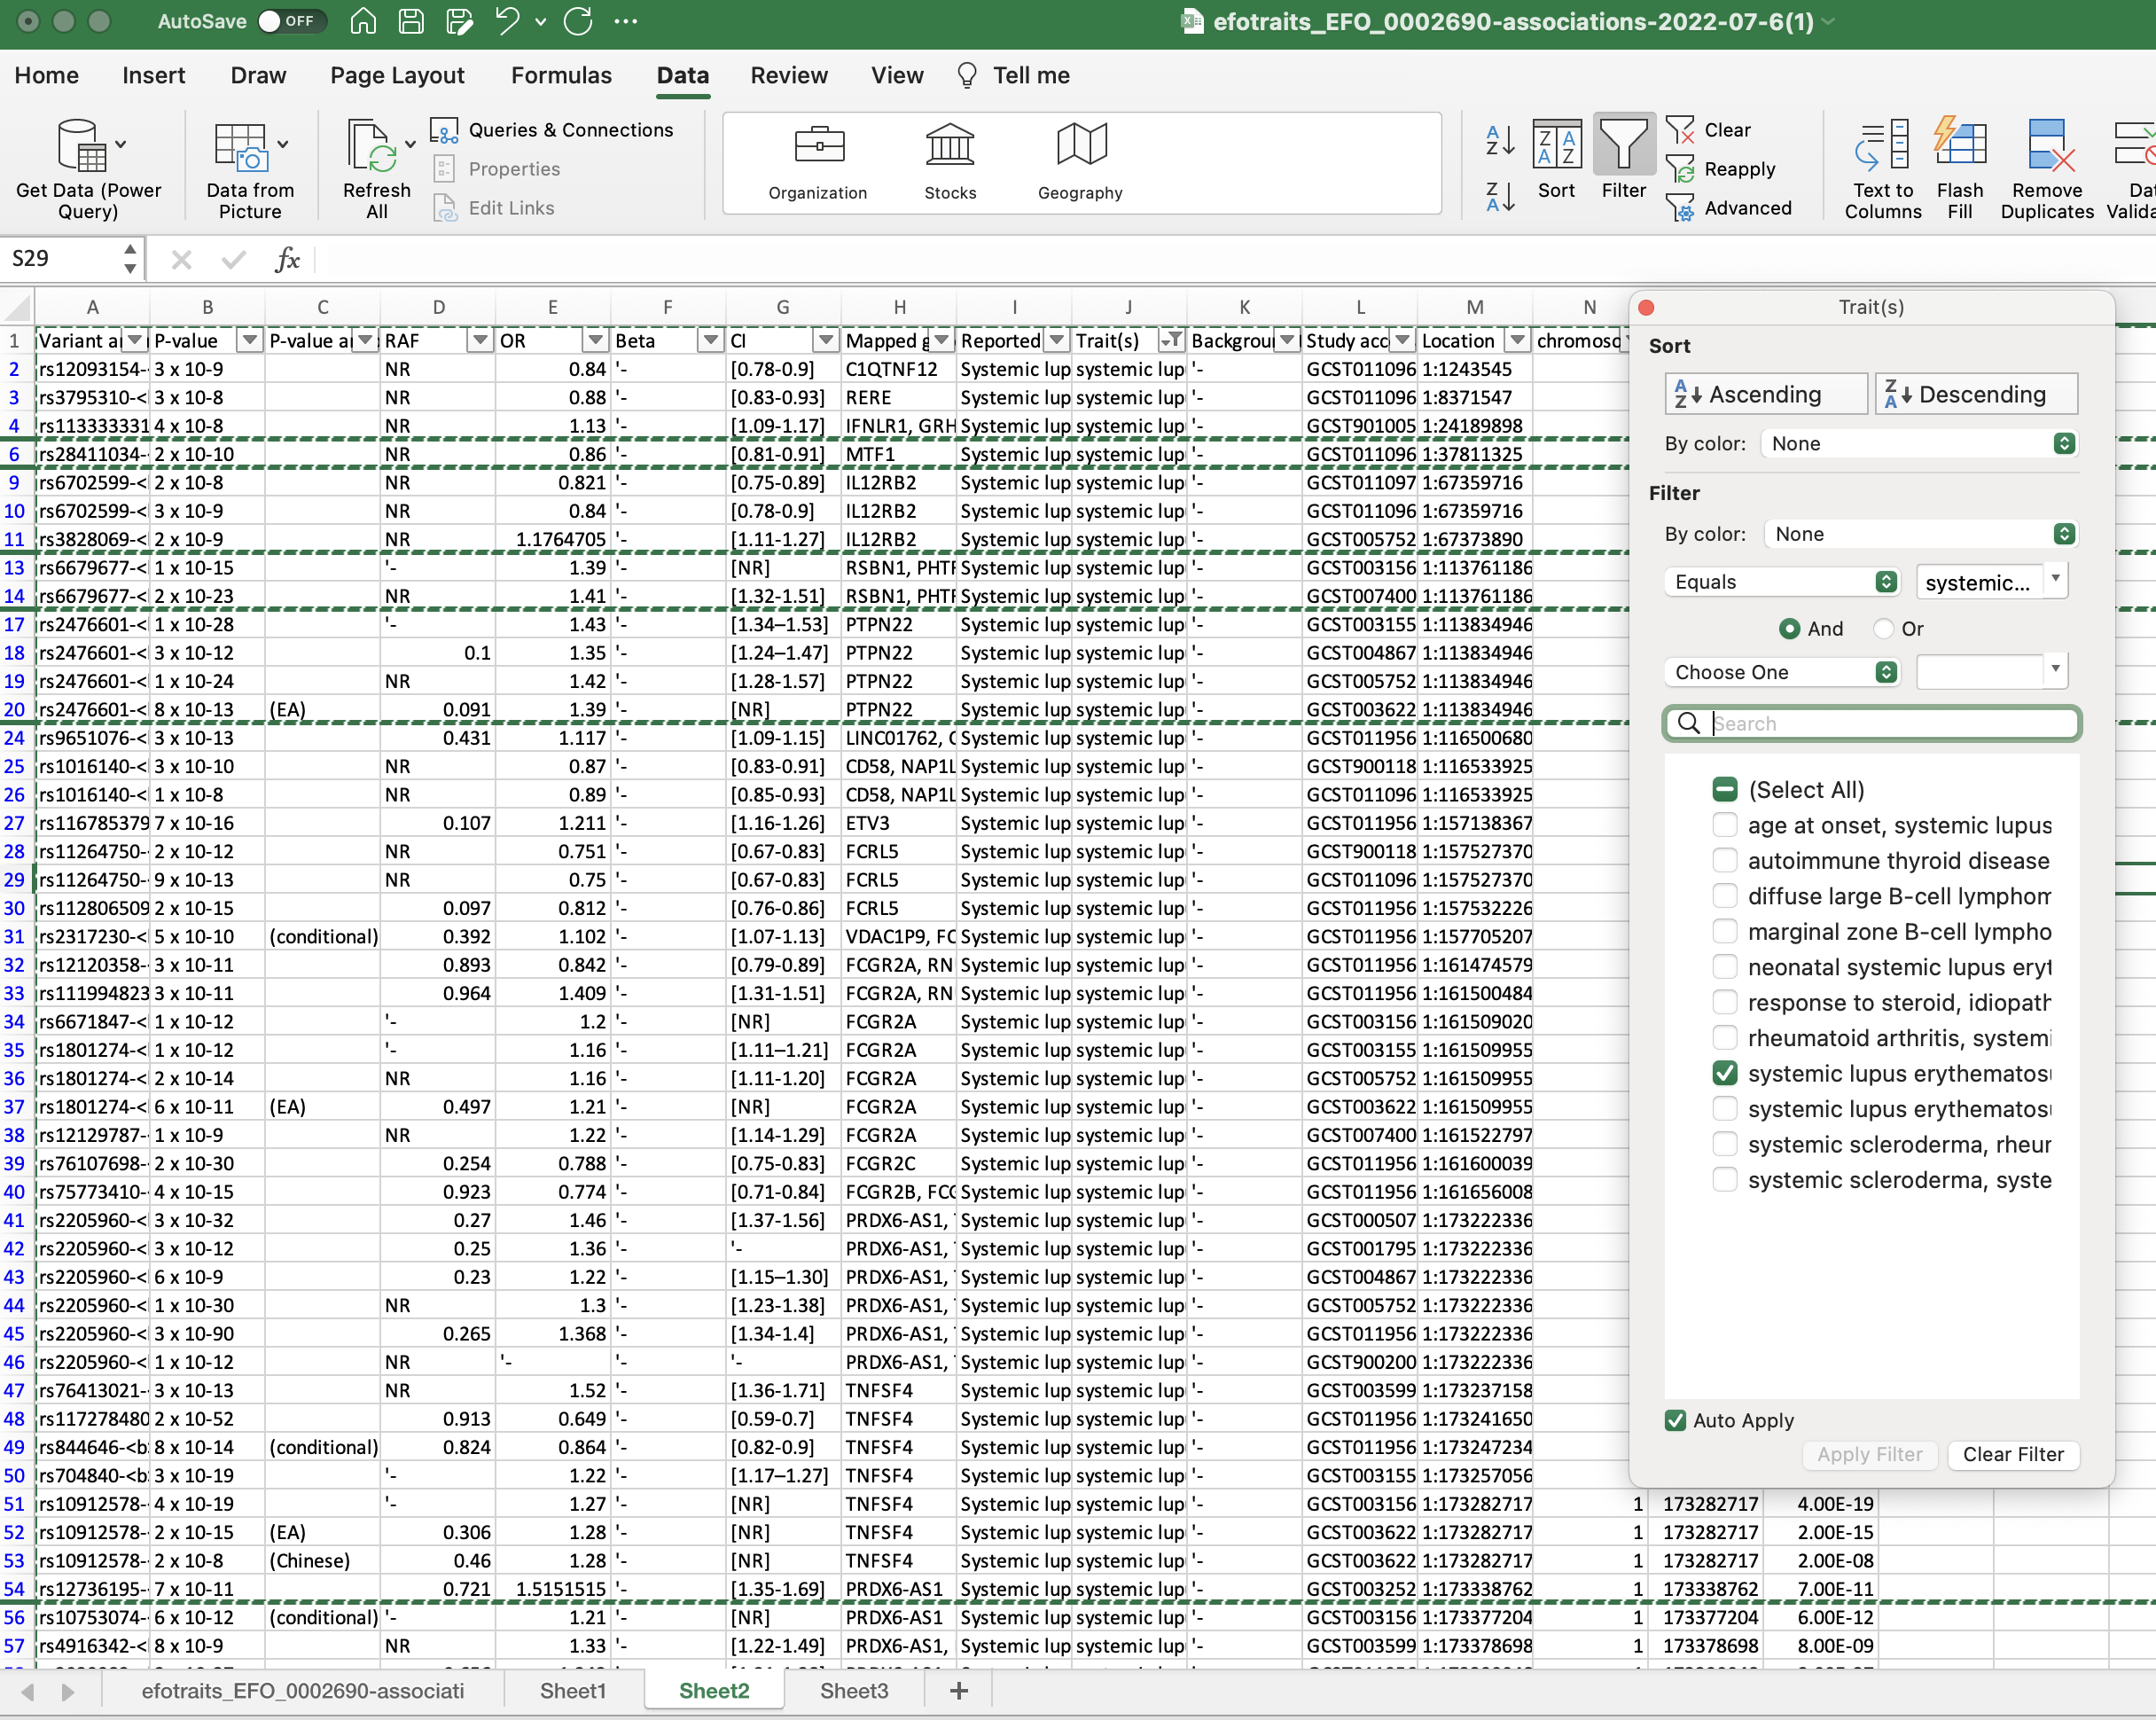 AutoSave OFF efotraits_EFO_0002690-associations-2022-07-6(1)
Home Insert Draw Page Layout Formulas Data Review View Tell me
Get Data (Power Query) Data from Picture Refresh All Queries & Connections Properties Edit Links Organization Stocks Geography Sort Filter Clear Reapply Advanced Text to Columns Flash Fill Remove Duplicates
S29 fx
A B C D E F G H I J K L M N
1 Variant a P-value P-value a RAF OR Beta CI Mapped g Reported Trait(s) Backgrou Study acc Location chromoso
2 rs12093154- 3 x 10-9 NR 0.84 '- [0.78-0.9] C1QTNF12 Systemic lup systemic lup '- GCST011096 1:1243545
3 rs3795310-< 3 x 10-8 NR 0.88 '- [0.83-0.93] RERE Systemic lup systemic lup '- GCST011096 1:8371547
4 rs113333331 4 x 10-8 NR 1.13 '- [1.09-1.17] IFNLR1, GRH Systemic lup systemic lup '- GCST901005 1:24189898
6 rs28411034- 2 x 10-10 NR 0.86 '- [0.81-0.91] MTF1 Systemic lup systemic lup '- GCST011096 1:37811325
9 rs6702599-< 2 x 10-8 NR 0.821 '- [0.75-0.89] IL12RB2 Systemic lup systemic lup '- GCST011097 1:67359716
10 rs6702599-< 3 x 10-9 NR 0.84 '- [0.78-0.9] IL12RB2 Systemic lup systemic lup '- GCST011096 1:67359716
11 rs3828069-< 2 x 10-9 NR 1.1764705 '- [1.11-1.27] IL12RB2 Systemic lup systemic lup '- GCST005752 1:67373890
13 rs6679677-< 1 x 10-15 '- 1.39 '- [NR] RSBN1, PHTF Systemic lup systemic lup '- GCST003156 1:113761186
14 rs6679677-< 2 x 10-23 NR 1.41 '- [1.32-1.51] RSBN1, PHTF Systemic lup systemic lup '- GCST007400 1:113761186
17 rs2476601-< 1 x 10-28 '- 1.43 '- [1.34–1.53] PTPN22 Systemic lup systemic lup '- GCST003155 1:113834946
18 rs2476601-< 3 x 10-12 0.1 1.35 '- [1.24–1.47] PTPN22 Systemic lup systemic lup '- GCST004867 1:113834946
19 rs2476601-< 1 x 10-24 NR 1.42 '- [1.28-1.57] PTPN22 Systemic lup systemic lup '- GCST005752 1:113834946
20 rs2476601-< 8 x 10-13 (EA) 0.091 1.39 '- [NR] PTPN22 Systemic lup systemic lup '- GCST003622 1:113834946
24 rs9651076-< 3 x 10-13 0.431 1.117 '- [1.09-1.15] LINC01762, Systemic lup systemic lup '- GCST011956 1:116500680
25 rs1016140-< 3 x 10-10 NR 0.87 '- [0.83-0.91] CD58, NAP1L Systemic lup systemic lup '- GCST900118 1:116533925
26 rs1016140-< 1 x 10-8 NR 0.89 '- [0.85-0.93] CD58, NAP1L Systemic lup systemic lup '- GCST011096 1:116533925
27 rs116785379 7 x 10-16 0.107 1.211 '- [1.16-1.26] ETV3 Systemic lup systemic lup '- GCST011956 1:157138367
28 rs11264750- 2 x 10-12 NR 0.751 '- [0.67-0.83] FCRL5 Systemic lup systemic lup '- GCST900118 1:157527370
29 rs11264750- 9 x 10-13 NR 0.75 '- [0.67-0.83] FCRL5 Systemic lup systemic lup '- GCST011096 1:157527370
30 rs112806509 2 x 10-15 0.097 0.812 '- [0.76-0.86] FCRL5 Systemic lup systemic lup '- GCST011956 1:157532226
31 rs2317230-< 5 x 10-10 (conditional) 0.392 1.102 '- [1.07-1.13] VDAC1P9, FC Systemic lup systemic lup '- GCST011956 1:157705207
32 rs12120358- 3 x 10-11 0.893 0.842 '- [0.79-0.89] FCGR2A, RN Systemic lup systemic lup '- GCST011956 1:161474579
33 rs111994823 3 x 10-11 0.964 1.409 '- [1.31-1.51] FCGR2A, RN Systemic lup systemic lup '- GCST011956 1:161500484
34 rs6671847-< 1 x 10-12 '- 1.2 '- [NR] FCGR2A Systemic lup systemic lup '- GCST003156 1:161509020
35 rs1801274-< 1 x 10-12 '- 1.16 '- [1.11–1.21] FCGR2A Systemic lup systemic lup '- GCST003155 1:161509955
36 rs1801274-< 2 x 10-14 NR 1.16 '- [1.11-1.20] FCGR2A Systemic lup systemic lup '- GCST005752 1:161509955
37 rs1801274-< 6 x 10-11 (EA) 0.497 1.21 '- [NR] FCGR2A Systemic lup systemic lup '- GCST003622 1:161509955
38 rs12129787- 1 x 10-9 NR 1.22 '- [1.14-1.29] FCGR2A Systemic lup systemic lup '- GCST007400 1:161522797
39 rs76107698- 2 x 10-30 0.254 0.788 '- [0.75-0.83] FCGR2C Systemic lup systemic lup '- GCST011956 1:161600039
40 rs75773410- 4 x 10-15 0.923 0.774 '- [0.71-0.84] FCGR2B, FCG Systemic lup systemic lup '- GCST011956 1:161656008
41 rs2205960-< 3 x 10-32 0.27 1.46 '- [1.37-1.56] PRDX6-AS1, Systemic lup systemic lup '- GCST000507 1:173222336
42 rs2205960-< 3 x 10-12 0.25 1.36 '- '- PRDX6-AS1, Systemic lup systemic lup '- GCST001795 1:173222336
43 rs2205960-< 6 x 10-9 0.23 1.22 '- [1.15–1.30] PRDX6-AS1, Systemic lup systemic lup '- GCST004867 1:173222336
44 rs2205960-< 1 x 10-30 NR 1.3 '- [1.23-1.38] PRDX6-AS1, Systemic lup systemic lup '- GCST005752 1:173222336
45 rs2205960-< 3 x 10-90 0.265 1.368 '- [1.34-1.4] PRDX6-AS1, Systemic lup systemic lup '- GCST011956 1:173222336
46 rs2205960-< 1 x 10-12 NR '- '- '- PRDX6-AS1, Systemic lup systemic lup '- GCST900200 1:173222336
47 rs76413021- 3 x 10-13 NR 1.52 '- [1.36-1.71] TNFSF4 Systemic lup systemic lup '- GCST003599 1:173237158
48 rs117278480 2 x 10-52 0.913 0.649 '- [0.59-0.7] TNFSF4 Systemic lup systemic lup '- GCST011956 1:173241650
49 rs844646-<b 8 x 10-14 (conditional) 0.824 0.864 '- [0.82-0.9] TNFSF4 Systemic lup systemic lup '- GCST011956 1:173247234
50 rs704840-<b 3 x 10-19 '- 1.22 '- [1.17–1.27] TNFSF4 Systemic lup systemic lup '- GCST003155 1:173257056
51 rs10912578- 4 x 10-19 '- 1.27 '- [NR] TNFSF4 Systemic lup systemic lup '- GCST003156 1:173282717 1 173282717 4.00E-19
52 rs10912578- 2 x 10-15 (EA) 0.306 1.28 '- [NR] TNFSF4 Systemic lup systemic lup '- GCST003622 1:173282717 1 173282717 2.00E-15
53 rs10912578- 2 x 10-8 (Chinese) 0.46 1.28 '- [NR] TNFSF4 Systemic lup systemic lup '- GCST003622 1:173282717 1 173282717 2.00E-08
54 rs12736195- 7 x 10-11 0.721 1.5151515 '- [1.35-1.69] PRDX6-AS1 Systemic lup systemic lup '- GCST003252 1:173338762 1 173338762 7.00E-11
56 rs10753074- 6 x 10-12 (conditional) '- 1.21 '- [NR] PRDX6-AS1 Systemic lup systemic lup '- GCST003156 1:173377204 1 173377204 6.00E-12
57 rs4916342-< 8 x 10-9 NR 1.33 '- [1.22-1.49] PRDX6-AS1, Systemic lup systemic lup '- GCST003599 1:173378698 1 173378698 8.00E-09
Trait(s)
Sort
Ascending Descending
By color: None
Filter
By color: None
Equals systemic...
And Or
Choose One
Search
(Select All)
age at onset, systemic lupus
autoimmune thyroid disease
diffuse large B-cell lymphom
marginal zone B-cell lympho
neonatal systemic lupus eryt
response to steroid, idiopath
rheumatoid arthritis, systemi
systemic lupus erythematos
systemic lupus erythematos
systemic scleroderma, rheur
systemic scleroderma, syste
Auto Apply
Apply Filter Clear Filter
efotraits_EFO_0002690-associati Sheet1 Sheet2 Sheet3 +